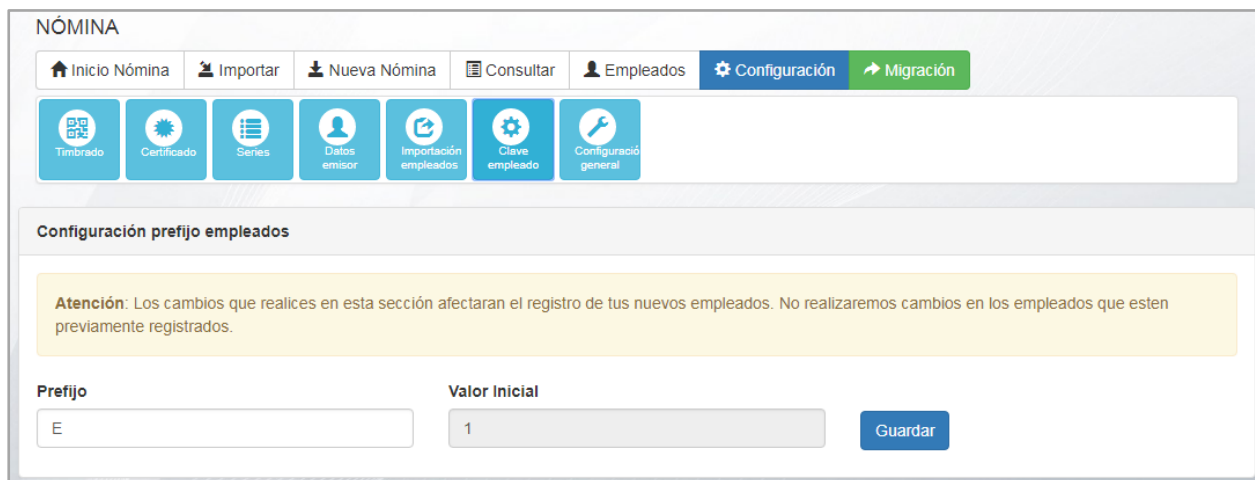 NÓMINA
Inicio Nómina Importar Nueva Nómina Consultar Empleados Configuración Migración
Timbrado Certificado Series Datos emisor Importación empleados Clave empleado Configuració general
Configuración prefijo empleados
Atención: Los cambios que realices en esta sección afectaran el registro de tus nuevos empleados. No realizaremos cambios en los empleados que esten
previamente registrados.
Prefijo Valor Inicial
E 1 Guardar